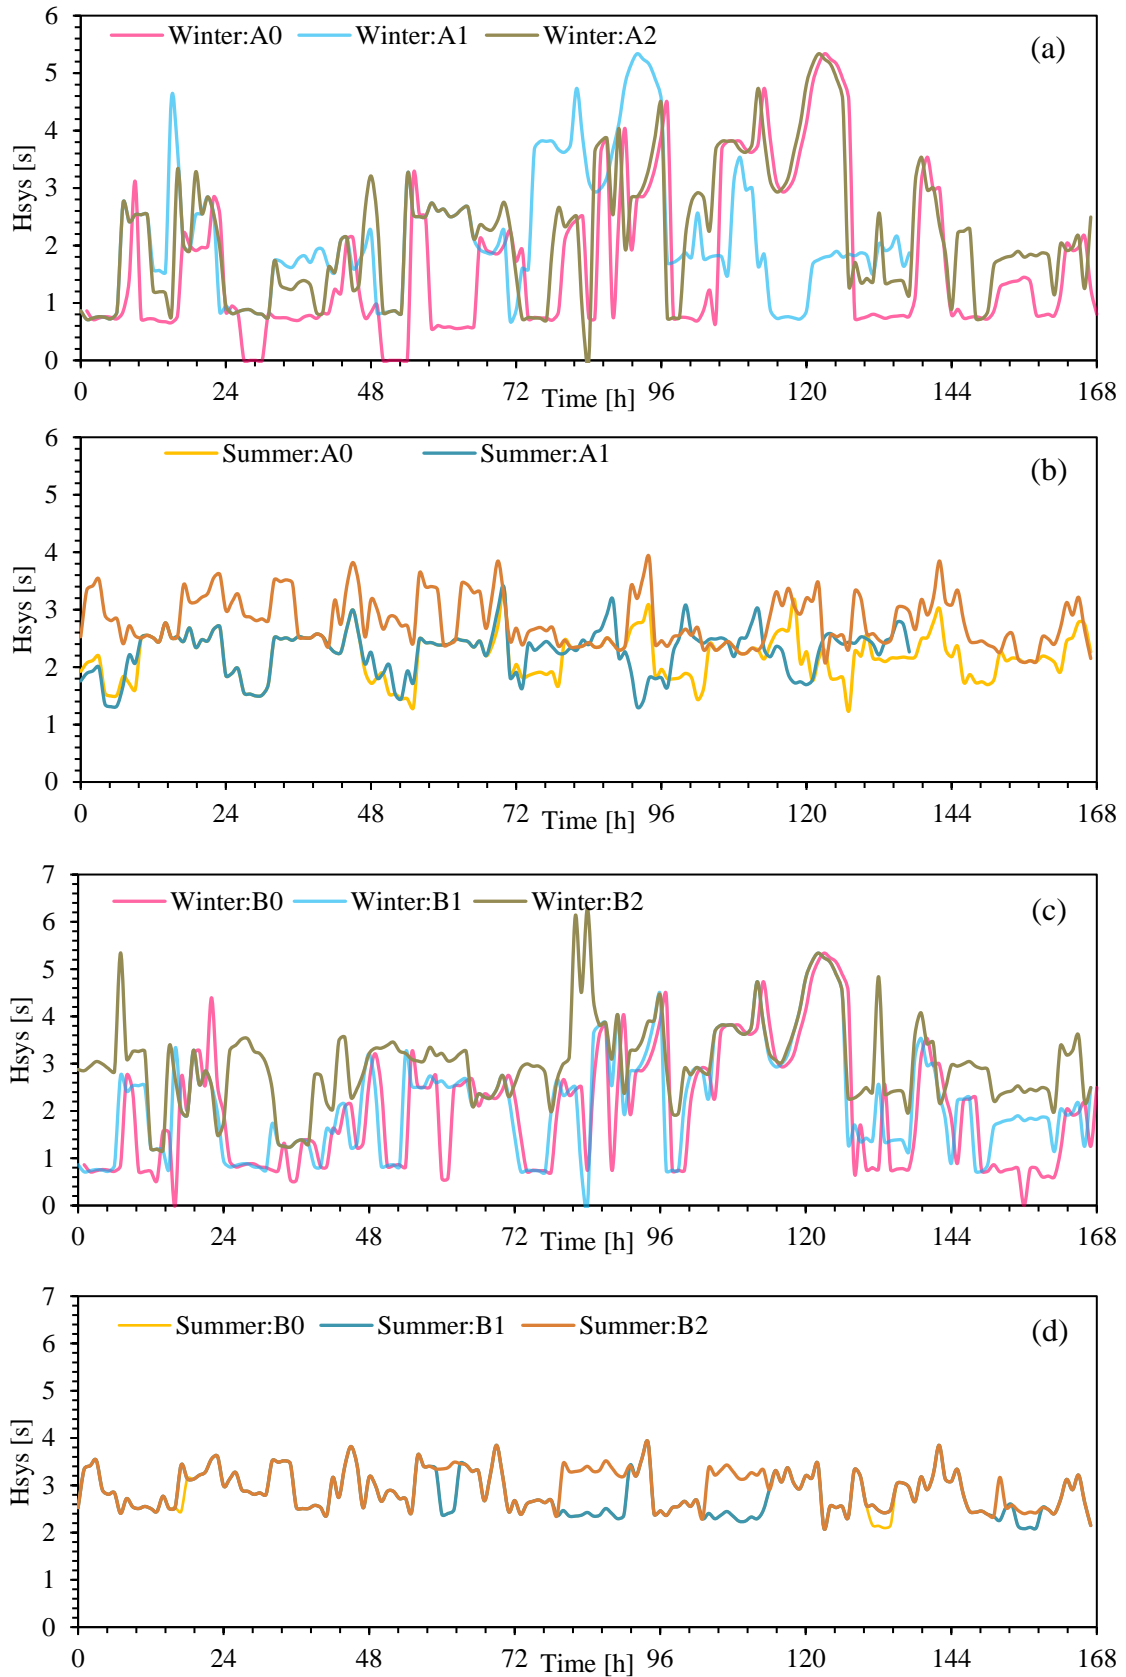 6
Winter:A0 Winter:A1 Winter:A2
(a)
5
4
Hsys [s]
3
2
1
0
0 24 48 72 96 120 144 168
Time [h]
6
Summer:A0 Summer:A1
(b)
5
4
Hsys [s]
3
2
1
0
0 24 48 72 96 120 144 168
Time [h]
7
Winter:B0 Winter:B1 Winter:B2
(c)
6
5
4
Hsys [s]
3
2
1
0
0 24 48 72 96 120 144 168
Time [h]
7
Summer:B0 Summer:B1 Summer:B2
(d)
6
5
4
Hsys [s]
3
2
1
0
0 24 48 72 96 120 144 168
Time [h]